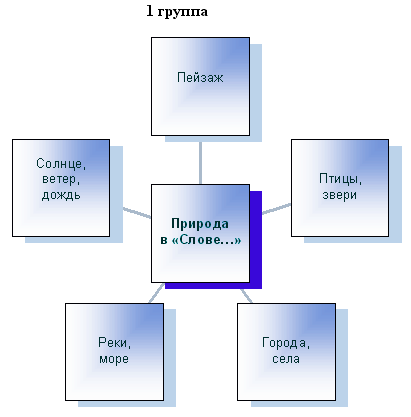 1 группа
Пейзаж
Солнце,
ветер,
дождь
Птицы,
звери
Природа
в «Слове...»
Реки,
море
Города,
села